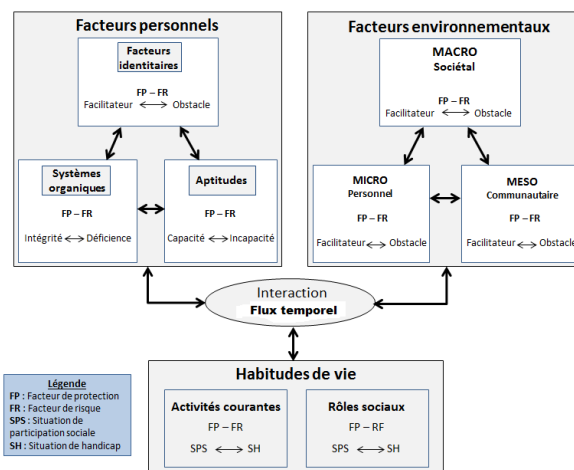 Facteurs personnels
Facteurs
identitaires
FP – FR
Facilitateur Obstacle
Systèmes
organiques
FP – FR
Intégrité Déficience
Aptitudes
FP – FR
Capacité Incapacité
Facteurs environnementaux
MACRO
Sociétal
FP – FR
Facilitateur Obstacle
MICRO
Personnel
FP – FR
Facilitateur Obstacle
MESO
Communautaire
FP – FR
Facilitateur Obstacle
Interaction
Flux temporel
Habitudes de vie
Activités courantes
FP – FR
SPS SH
Rôles sociaux
FP – RF
SPS SH
Légende
FP : Facteur de protection
FR : Facteur de risque
SPS : Situation de
participation sociale
SH : Situation de handicap